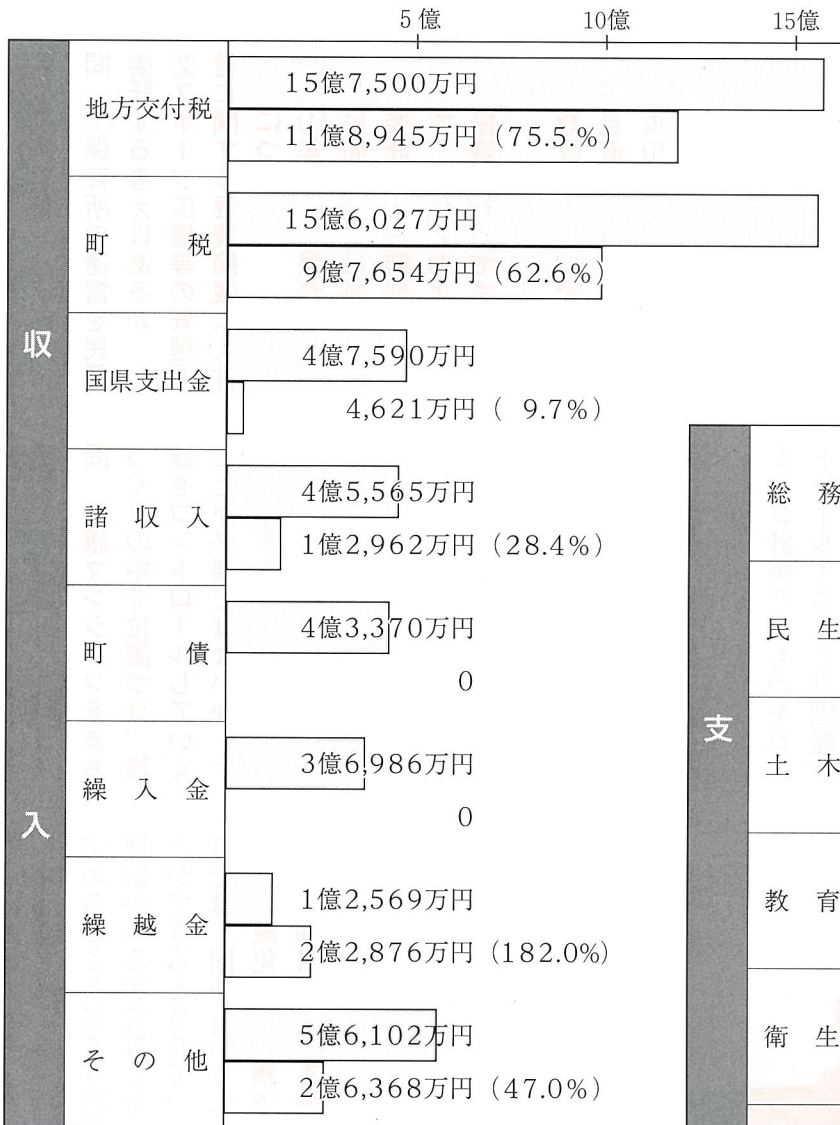 5億 10億 15億
収入
地方交付税
15億7,500万円
11億8,945万円（75.5.%）
町税
15億6,027万円
9億7,654万円（62.6%）
国県支出金
4億7,590万円
4,621万円（ 9.7%）
諸収入
4億5,565万円
1億2,962万円（28.4%）
町債
4億3,370万円
0
繰入金
3億6,986万円
0
繰越金
1億2,569万円
2億2,876万円（182.0%）
その他
5億6,102万円
2億6,368万円（47.0%）
支
総務
民生
土木
教育
衛生